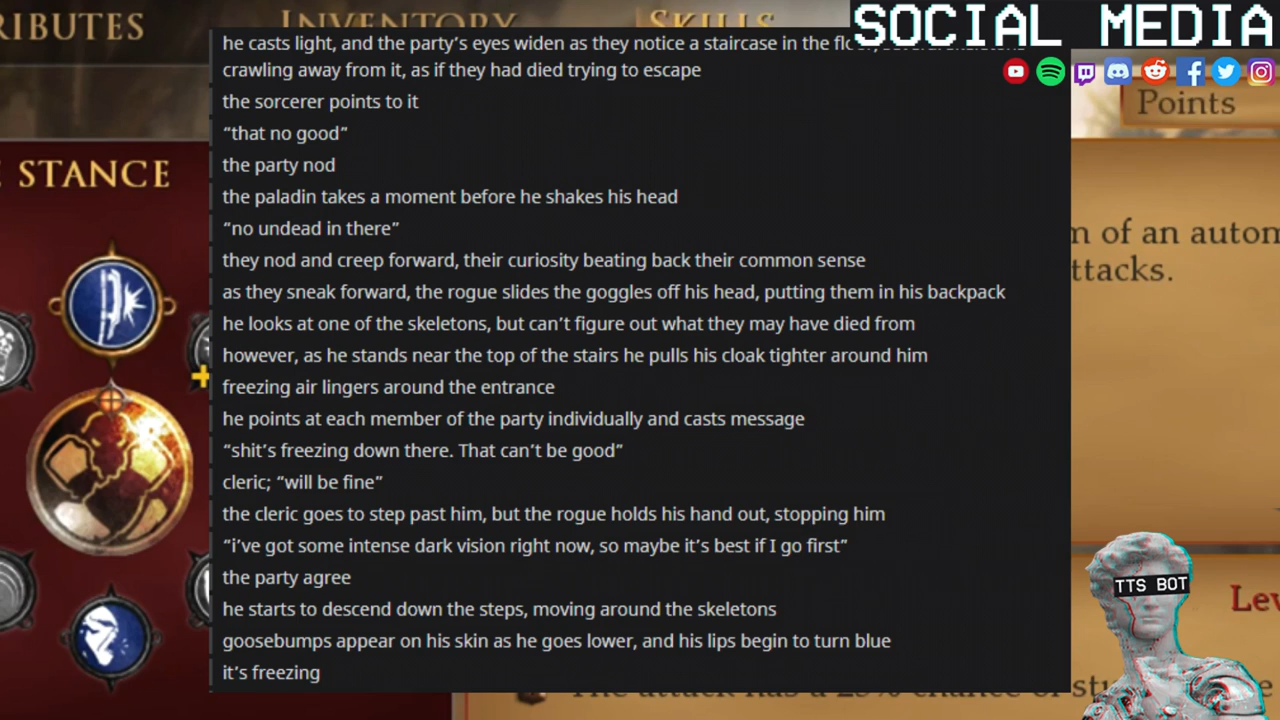 RIBUTES
INVENTORY
SKILLS
SOCIAL MEDIA
he casts light, and the party's eyes widen as they notice a staircase in the
crawling away from it, as if they had died trying to escape
the sorcerer points to it
Points
“that no good”
the party nod
STANCE
the paladin takes a moment before he shakes his head
“no undead in there”
m of an autom
they nod and creep forward, their curiosity beating back their common sense
ttacks.
as they sneak forward, the rogue slides the goggles off his head, putting them in his backpack
he looks at one of the skeletons, but can't figure out what they may have died from
however, as he stands near the top of the stairs he pulls his cloak tighter around him
freezing air lingers around the entrance
he points at each member of the party individually and casts message
“shit's freezing down there. That can't be good”
cleric; “will be fine”
the cleric goes to step past him, but the rogue holds his hand out, stopping him
“i've got some intense dark vision right now, so maybe it's best if I go first”
the party agree
TTS BOT
Lev
he starts to descend down the steps, moving around the skeletons
goosebumps appear on his skin as he goes lower, and his lips begin to turn blue
it's freezing
The attack has a 25% chance of